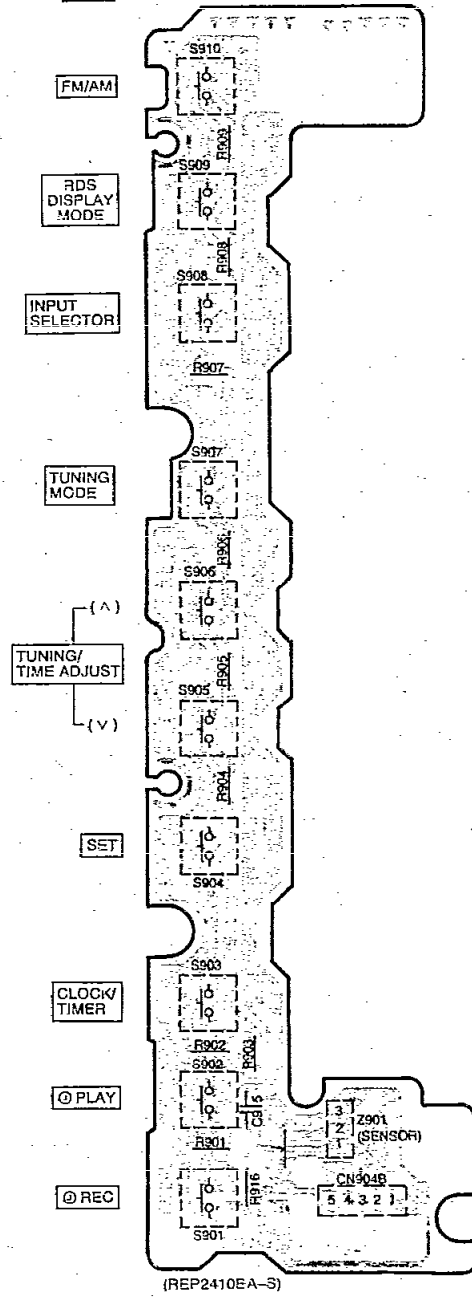 S910
FM/AM
R909
S909
RDS
DISPLAY
MODE
R908
S908
INPUT
SELECTOR
R907
S907
TUNING
MODE
R906
S906
(∧)
TUNING/
TIME ADJUST
R905
S905
(∨)
R904
SET
S904
S903
CLOCK/
TIMER
R902
R903
S902
⏲ PLAY
C915
3
2
1
Z901
(SENSOR)
R901
CN904B
5 4 3 2 1
⏲ REC
R916
S901
(REP2410EA-S)